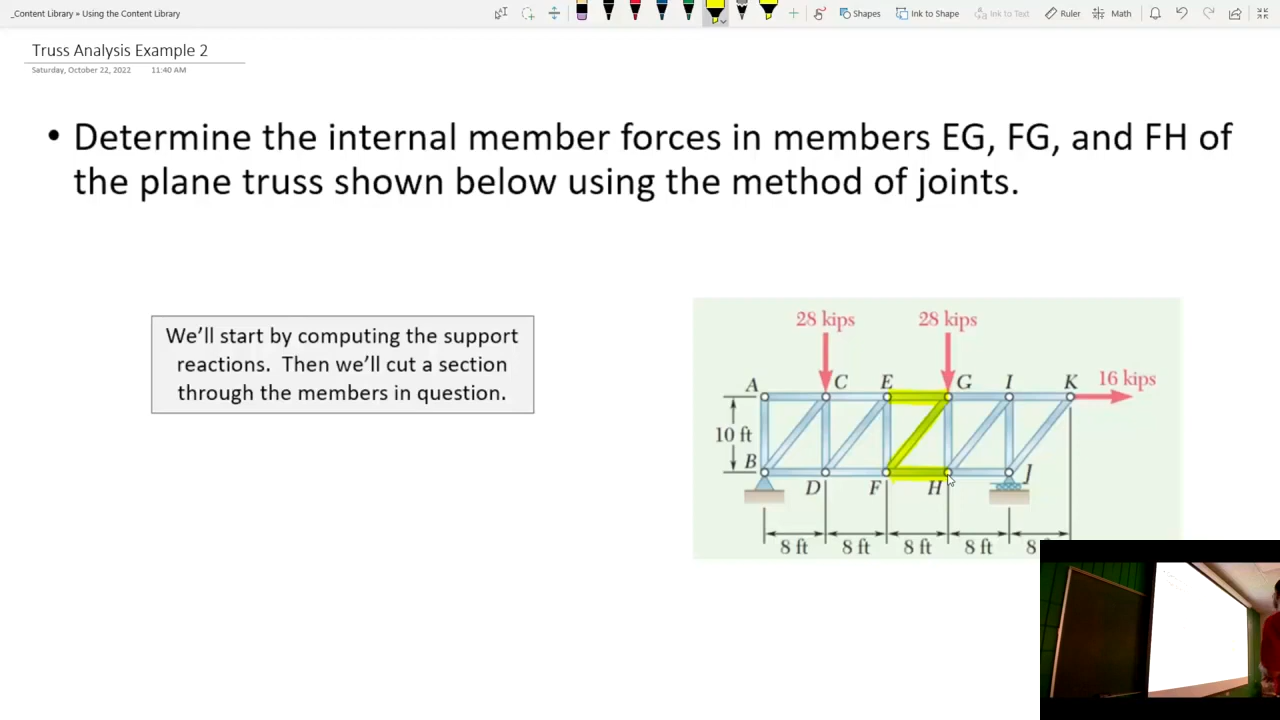 _Content Library » Using the Content Library
Shapes
Ink to Shape
Ink to Text
Ruler
Math
Truss Analysis Example 2
Saturday, October 22, 2022 11:40 AM
• Determine the internal member forces in members EG, FG, and FH of
the plane truss shown below using the method of joints.
We'll start by computing the support
reactions. Then we'll cut a section
through the members in question.
28 kips 28 kips
A C E G I K 16 kips
10 ft
B D F H J
8 ft 8 ft 8 ft 8 ft 8